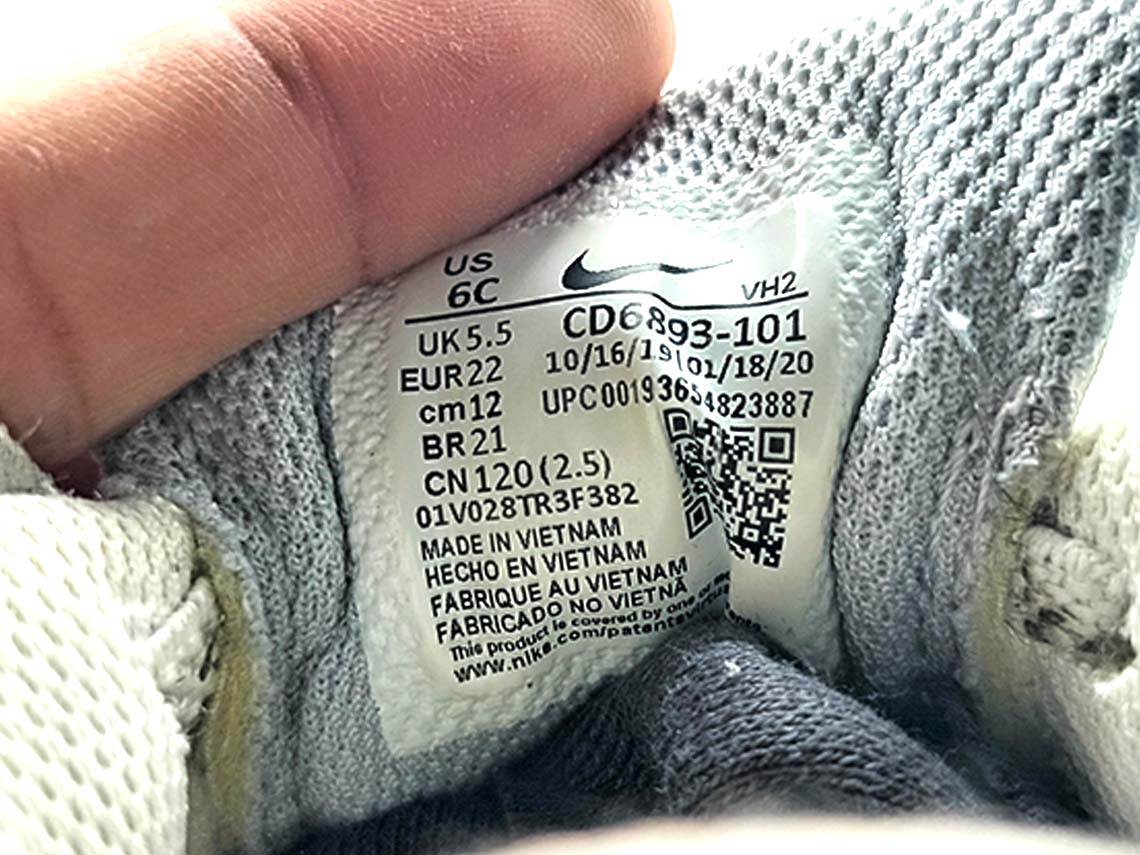 US
6C
VH2
UK 5.5
CD6893-101
EUR 22
10/16/19 01/18/20
cm 12
UPC 00193654823887
BR 21
CN 120 (2.5)
01V028TR3F382
MADE IN VIETNAM
HECHO EN VIETNAM
FABRIQUE AU VIETNAM
FABRICADO NO VIETNÃ
This product is covered by one or
www.nike.com/patents